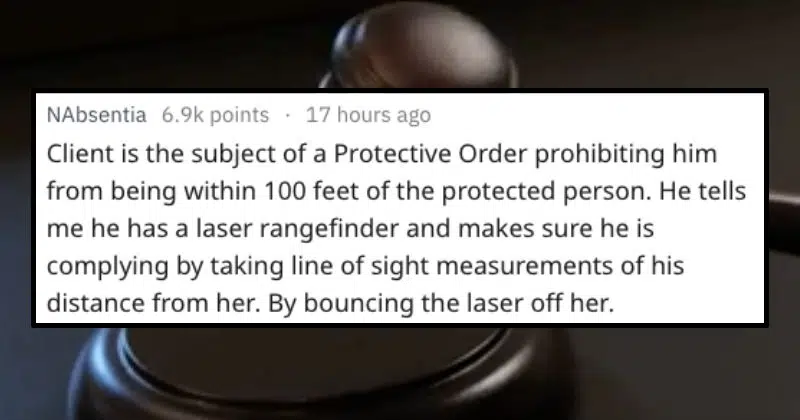 NAbsentia 6.9k points · 17 hours ago
Client is the subject of a Protective Order prohibiting him
from being within 100 feet of the protected person. He tells
me he has a laser rangefinder and makes sure he is
complying by taking line of sight measurements of his
distance from her. By bouncing the laser off her.